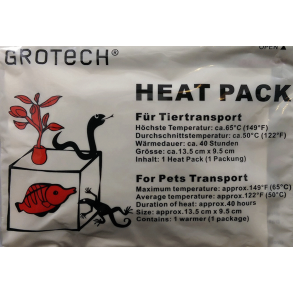 GROTECH®
OPEN ▲
HEAT PACK
Für Tiertransport
Höchste Temperatur: ca.65°C (149°F)
Durchschnittstemperatur: ca.50°C (122°F)
Wärmedauer: ca. 40 Stunden
Grösse: ca.13.5 cm x 9.5 cm
Inhalt: 1 Heat Pack (1 Packung)
For Pets Transport
Maximum temperature: approx.149°F (65°C)
Average temperature: approx.122°F (50°C)
Duration of heat: approx.40 hours
Size: approx.13.5 cm x 9.5 cm
Contains: 1 warmer (1 package)